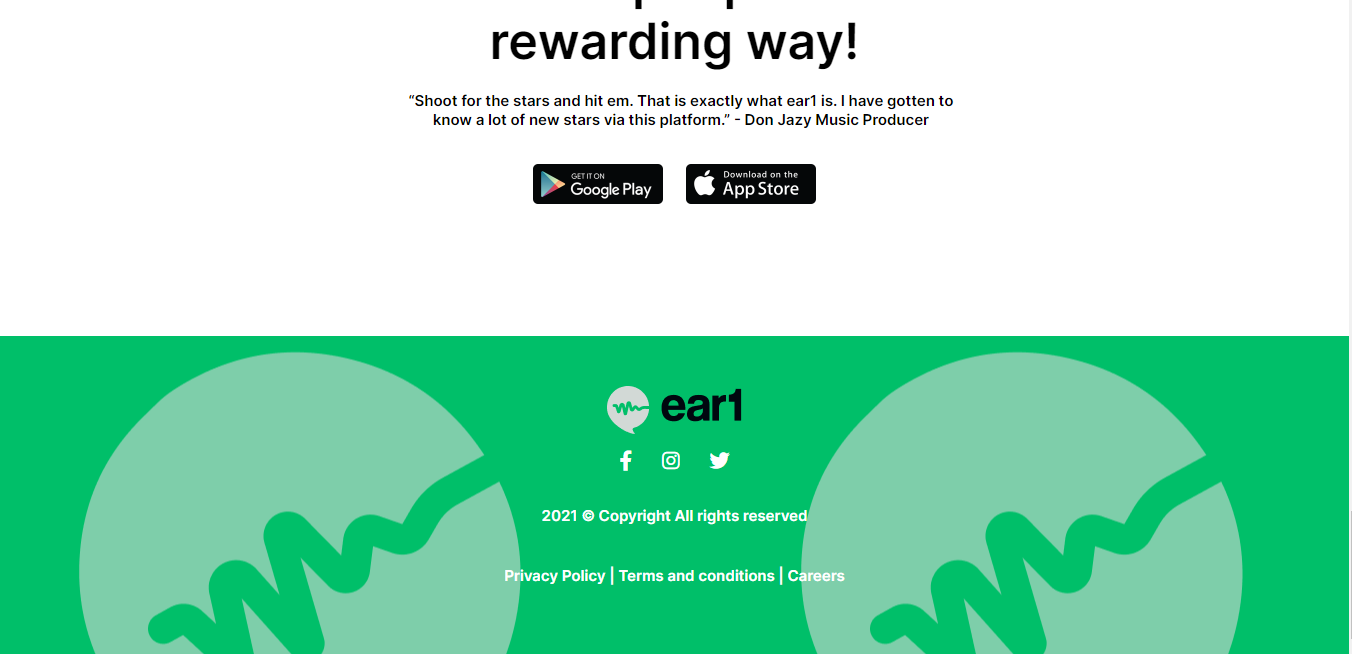 rewarding way!
“Shoot for the stars and hit em. That is exactly what ear1 is. I have gotten to
know a lot of new stars via this platform.” - Don Jazy Music Producer
GET IT ON
Google Play
Download on the
App Store
ear1
2021 © Copyright All rights reserved
Privacy Policy | Terms and conditions | Careers